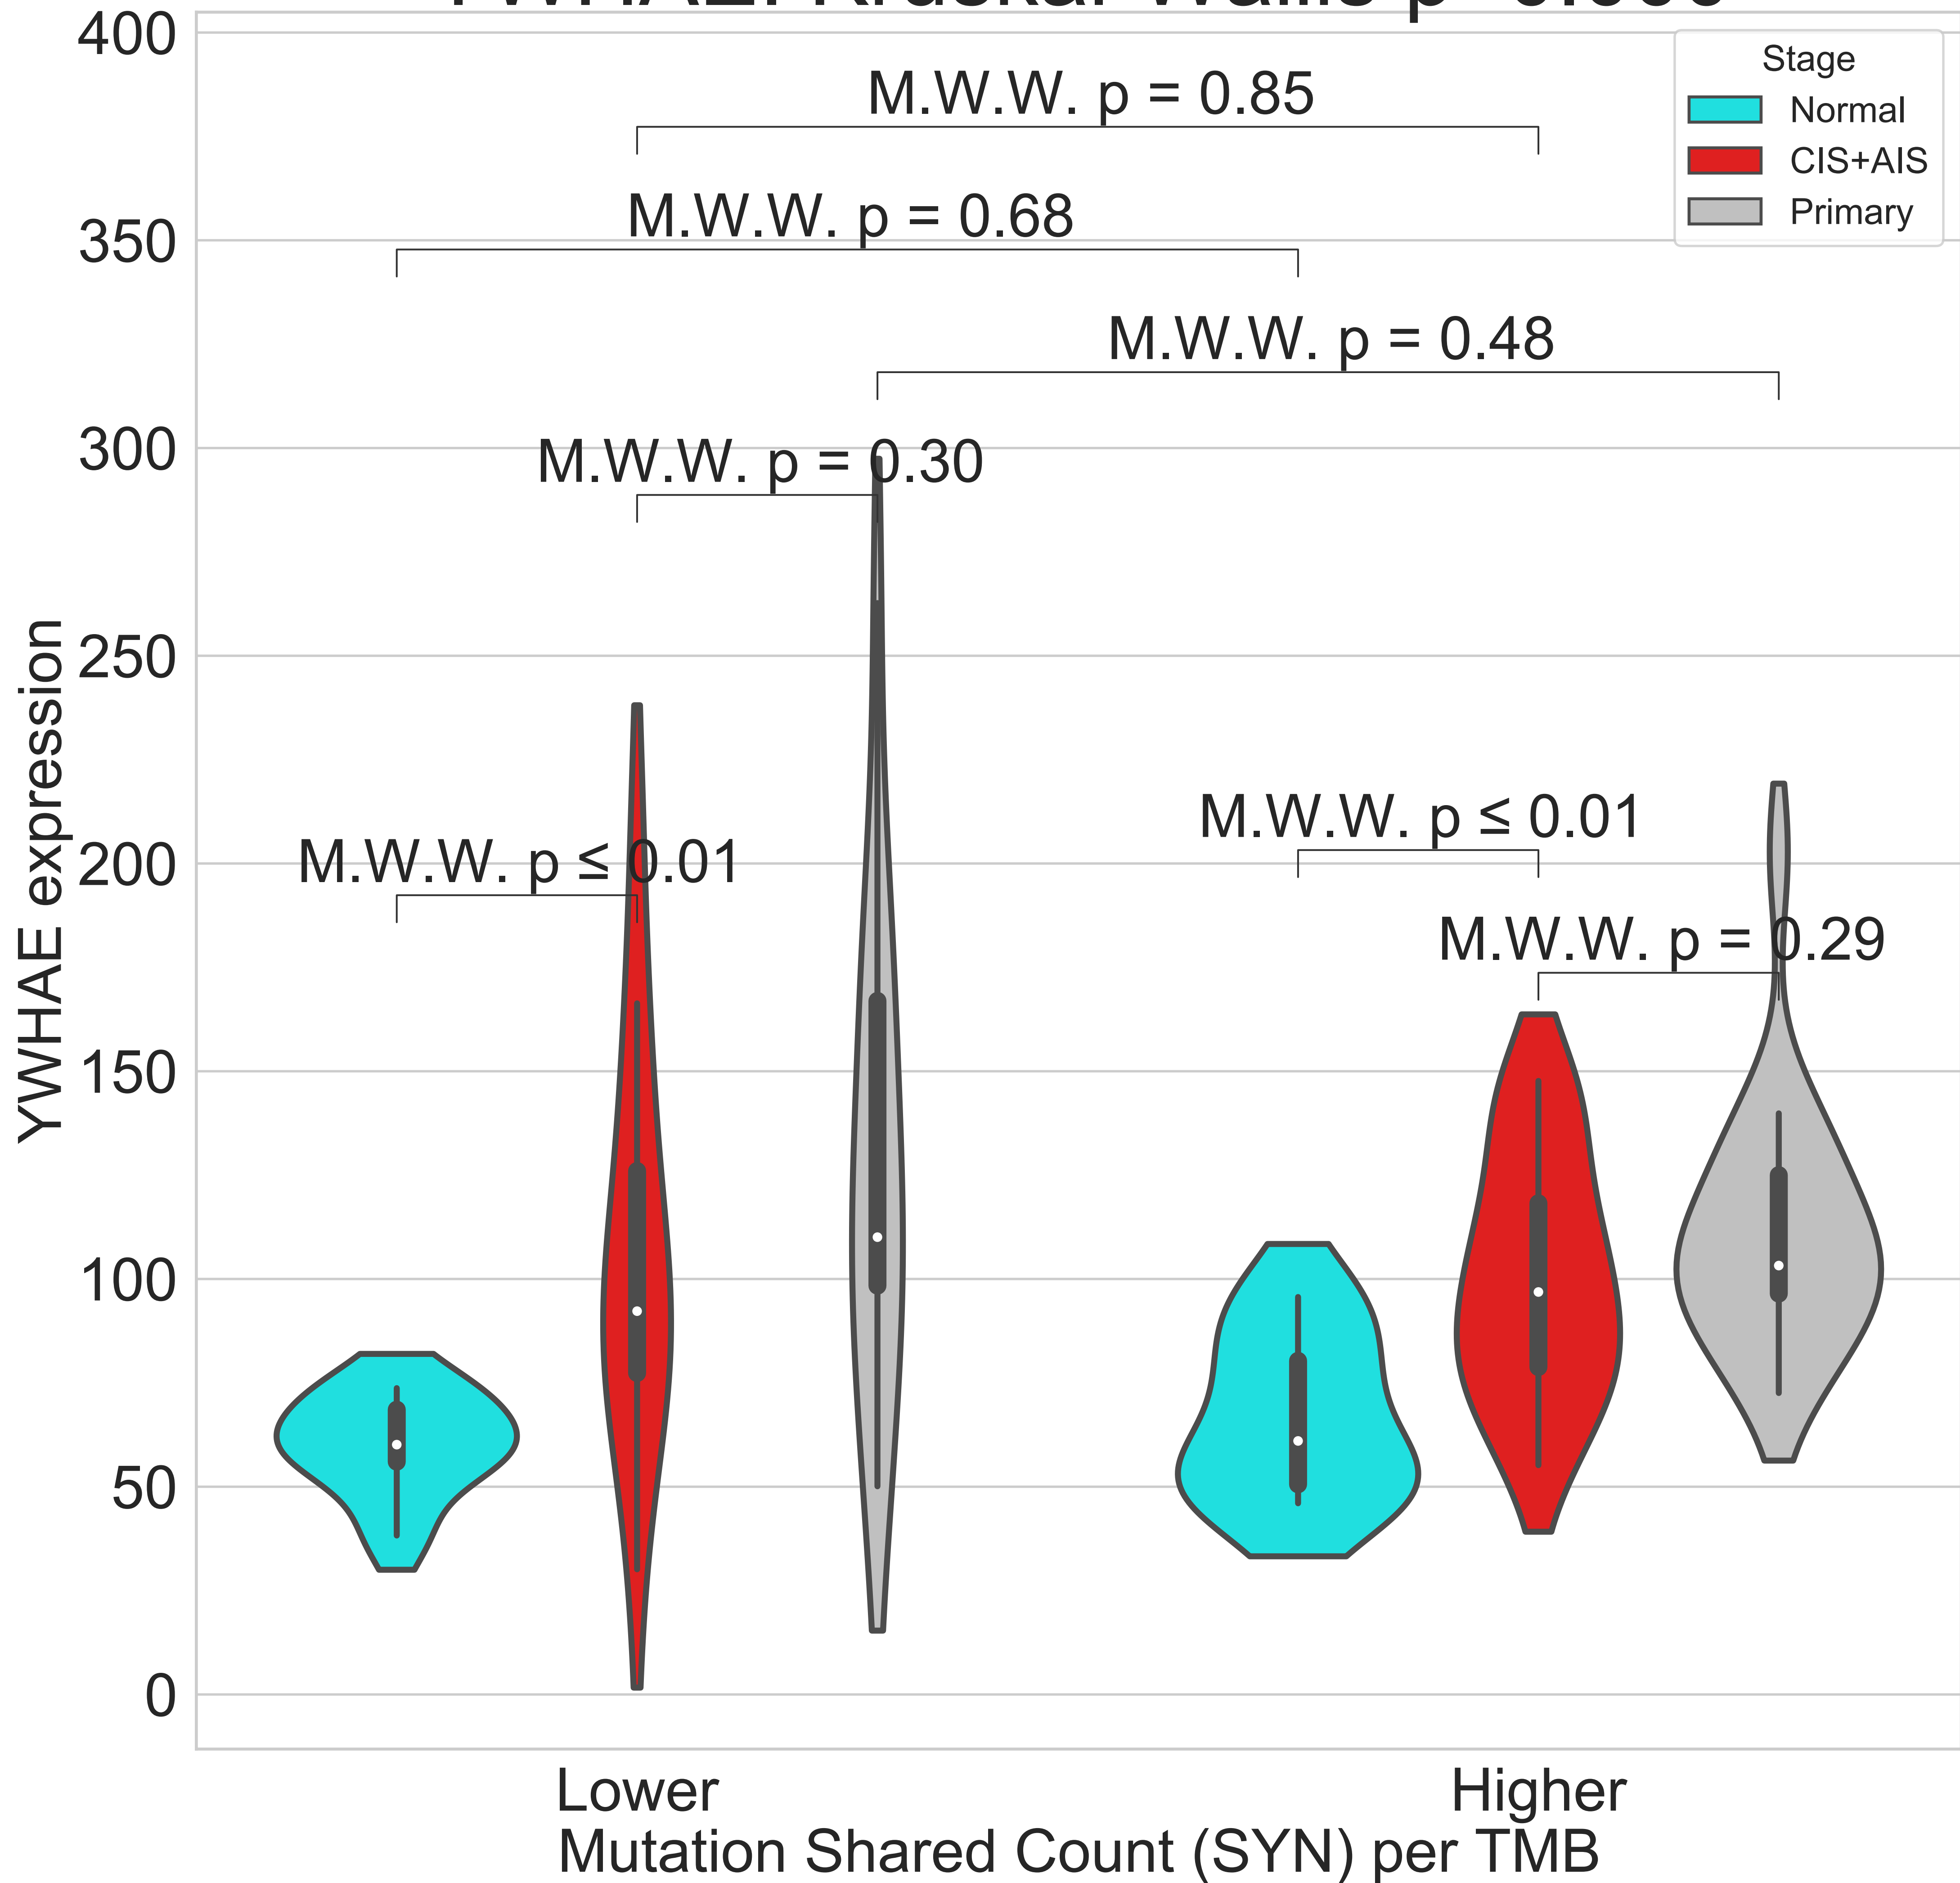 400
350
300
250
200
150
100
50
0
YWHAE expression
M.W.W. p = 0.85
M.W.W. p = 0.68
M.W.W. p = 0.48
M.W.W. p = 0.30
M.W.W. p ≤ 0.01
M.W.W. p ≤ 0.01
M.W.W. p = 0.29
Stage
Normal
CIS+AIS
Primary
Lower
Higher
Mutation Shared Count (SYN) per TMB